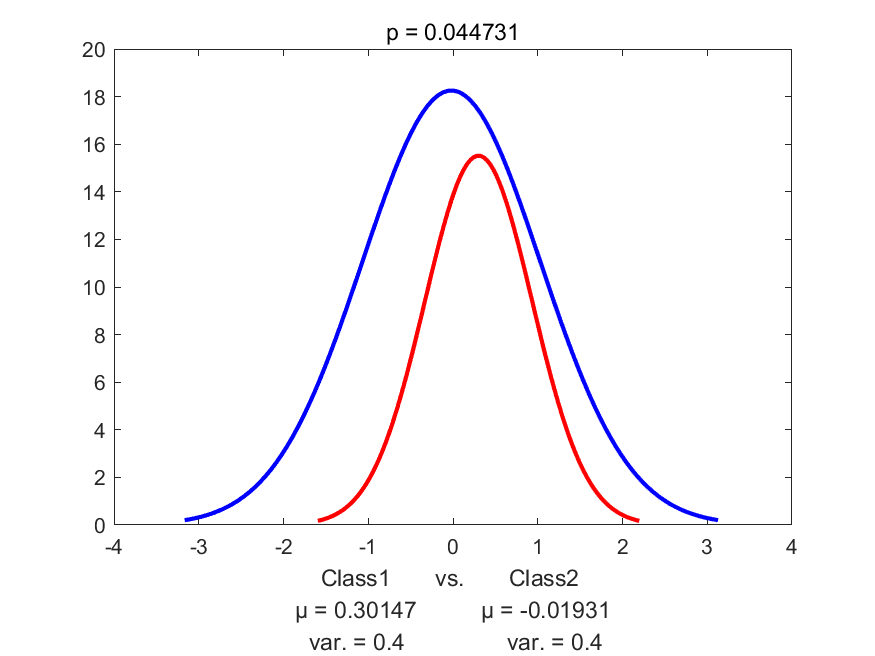 p = 0.044731
20
18
16
14
12
10
8
6
4
2
0
-4 -3 -2 -1 0 1 2 3 4
Class1 vs. Class2
μ = 0.30147 μ = -0.01931
var. = 0.4 var. = 0.4